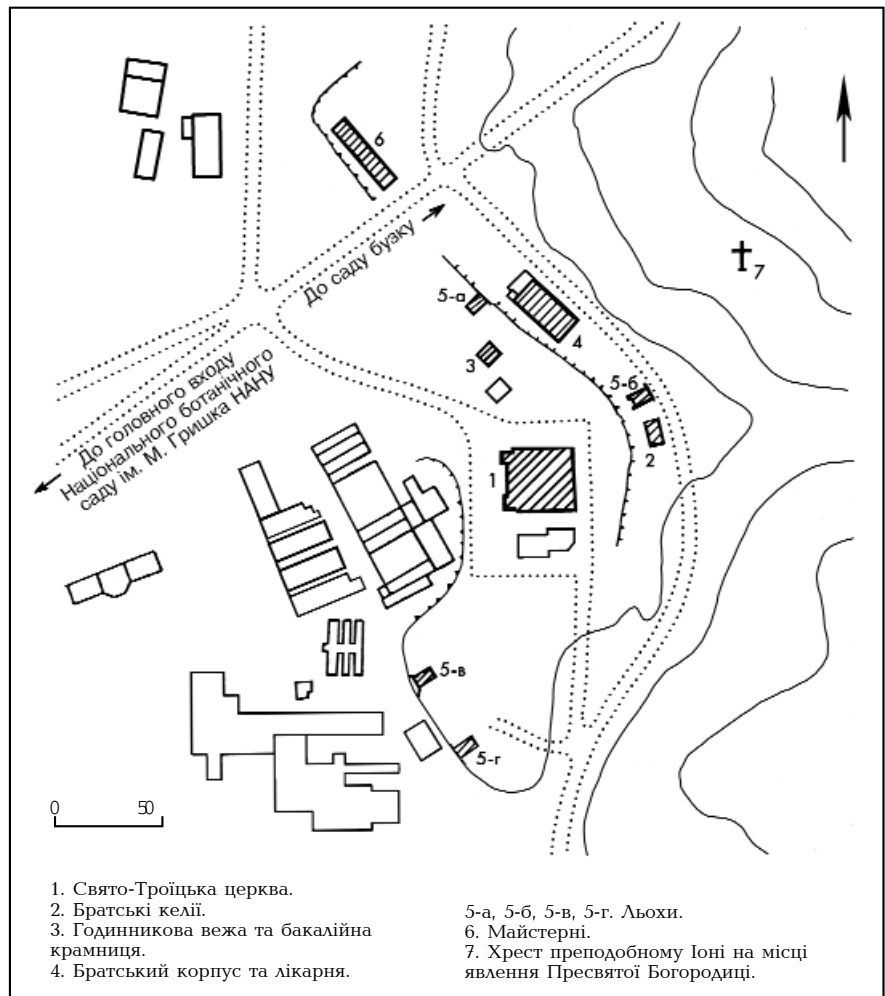 6
До саду бузку
7
5-а
4
3
5-б
До головного входу
Національного ботанічного
саду ім. М. Гришка НАНУ
2
1
5-в
5-г
0 50
1. Свято-Троїцька церква.
2. Братські келії.
3. Годинникова вежа та бакалійна
крамниця.
4. Братський корпус та лікарня.
5-а, 5-б, 5-в, 5-г. Льохи.
6. Майстерні.
7. Хрест преподобному Іоні на місці
явлення Пресвятої Богородиці.